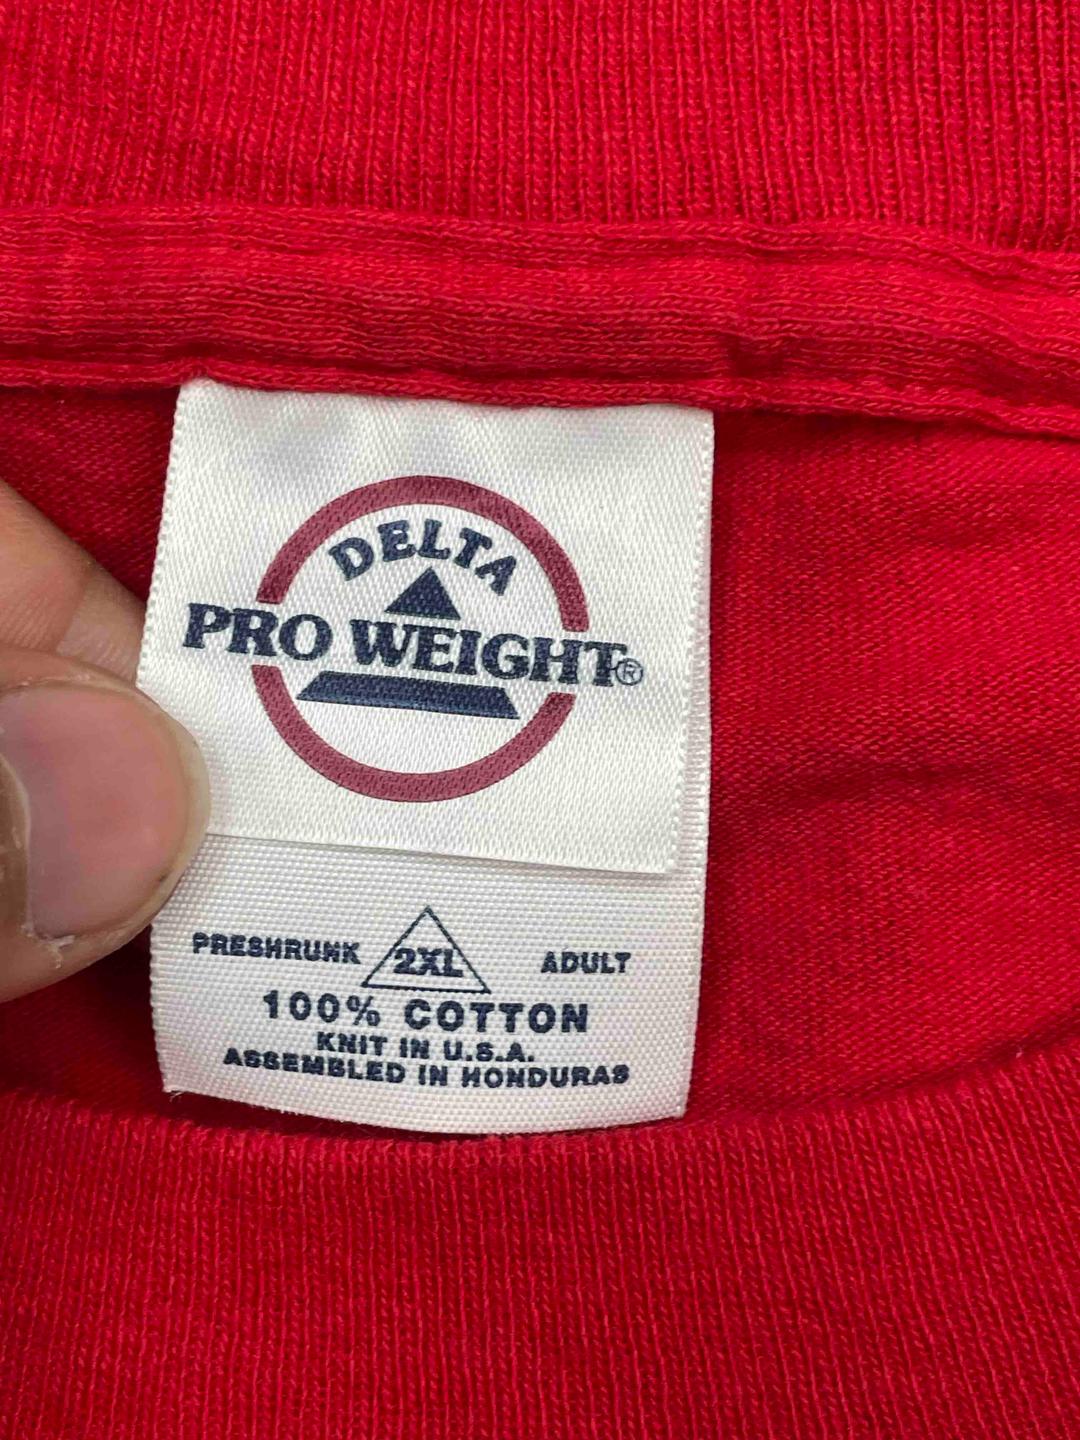 DELTA
PRO WEIGHT®
PRESHRUNK 2XL ADULT
100% COTTON
KNIT IN U.S.A.
ASSEMBLED IN HONDURAS